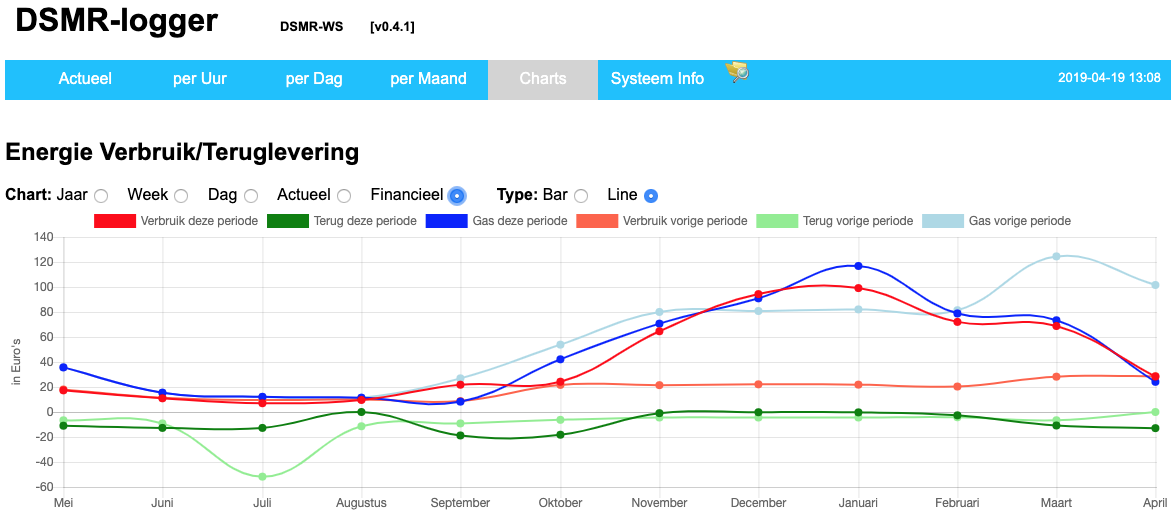 DSMR-logger DSMR-WS [v0.4.1]
Actueel per Uur per Dag per Maand Charts Systeem Info 2019-04-19 13:08
Energie Verbruik/Teruglevering
Chart: Jaar Week Dag Actueel Financieel Type: Bar Line
Verbruik deze periode Terug deze periode Gas deze periode Verbruik vorige periode Terug vorige periode Gas vorige periode
140
120
100
80
60
40
20
0
-20
-40
-60
in Euro's
Mei Juni Juli Augustus September Oktober November December Januari Februari Maart April